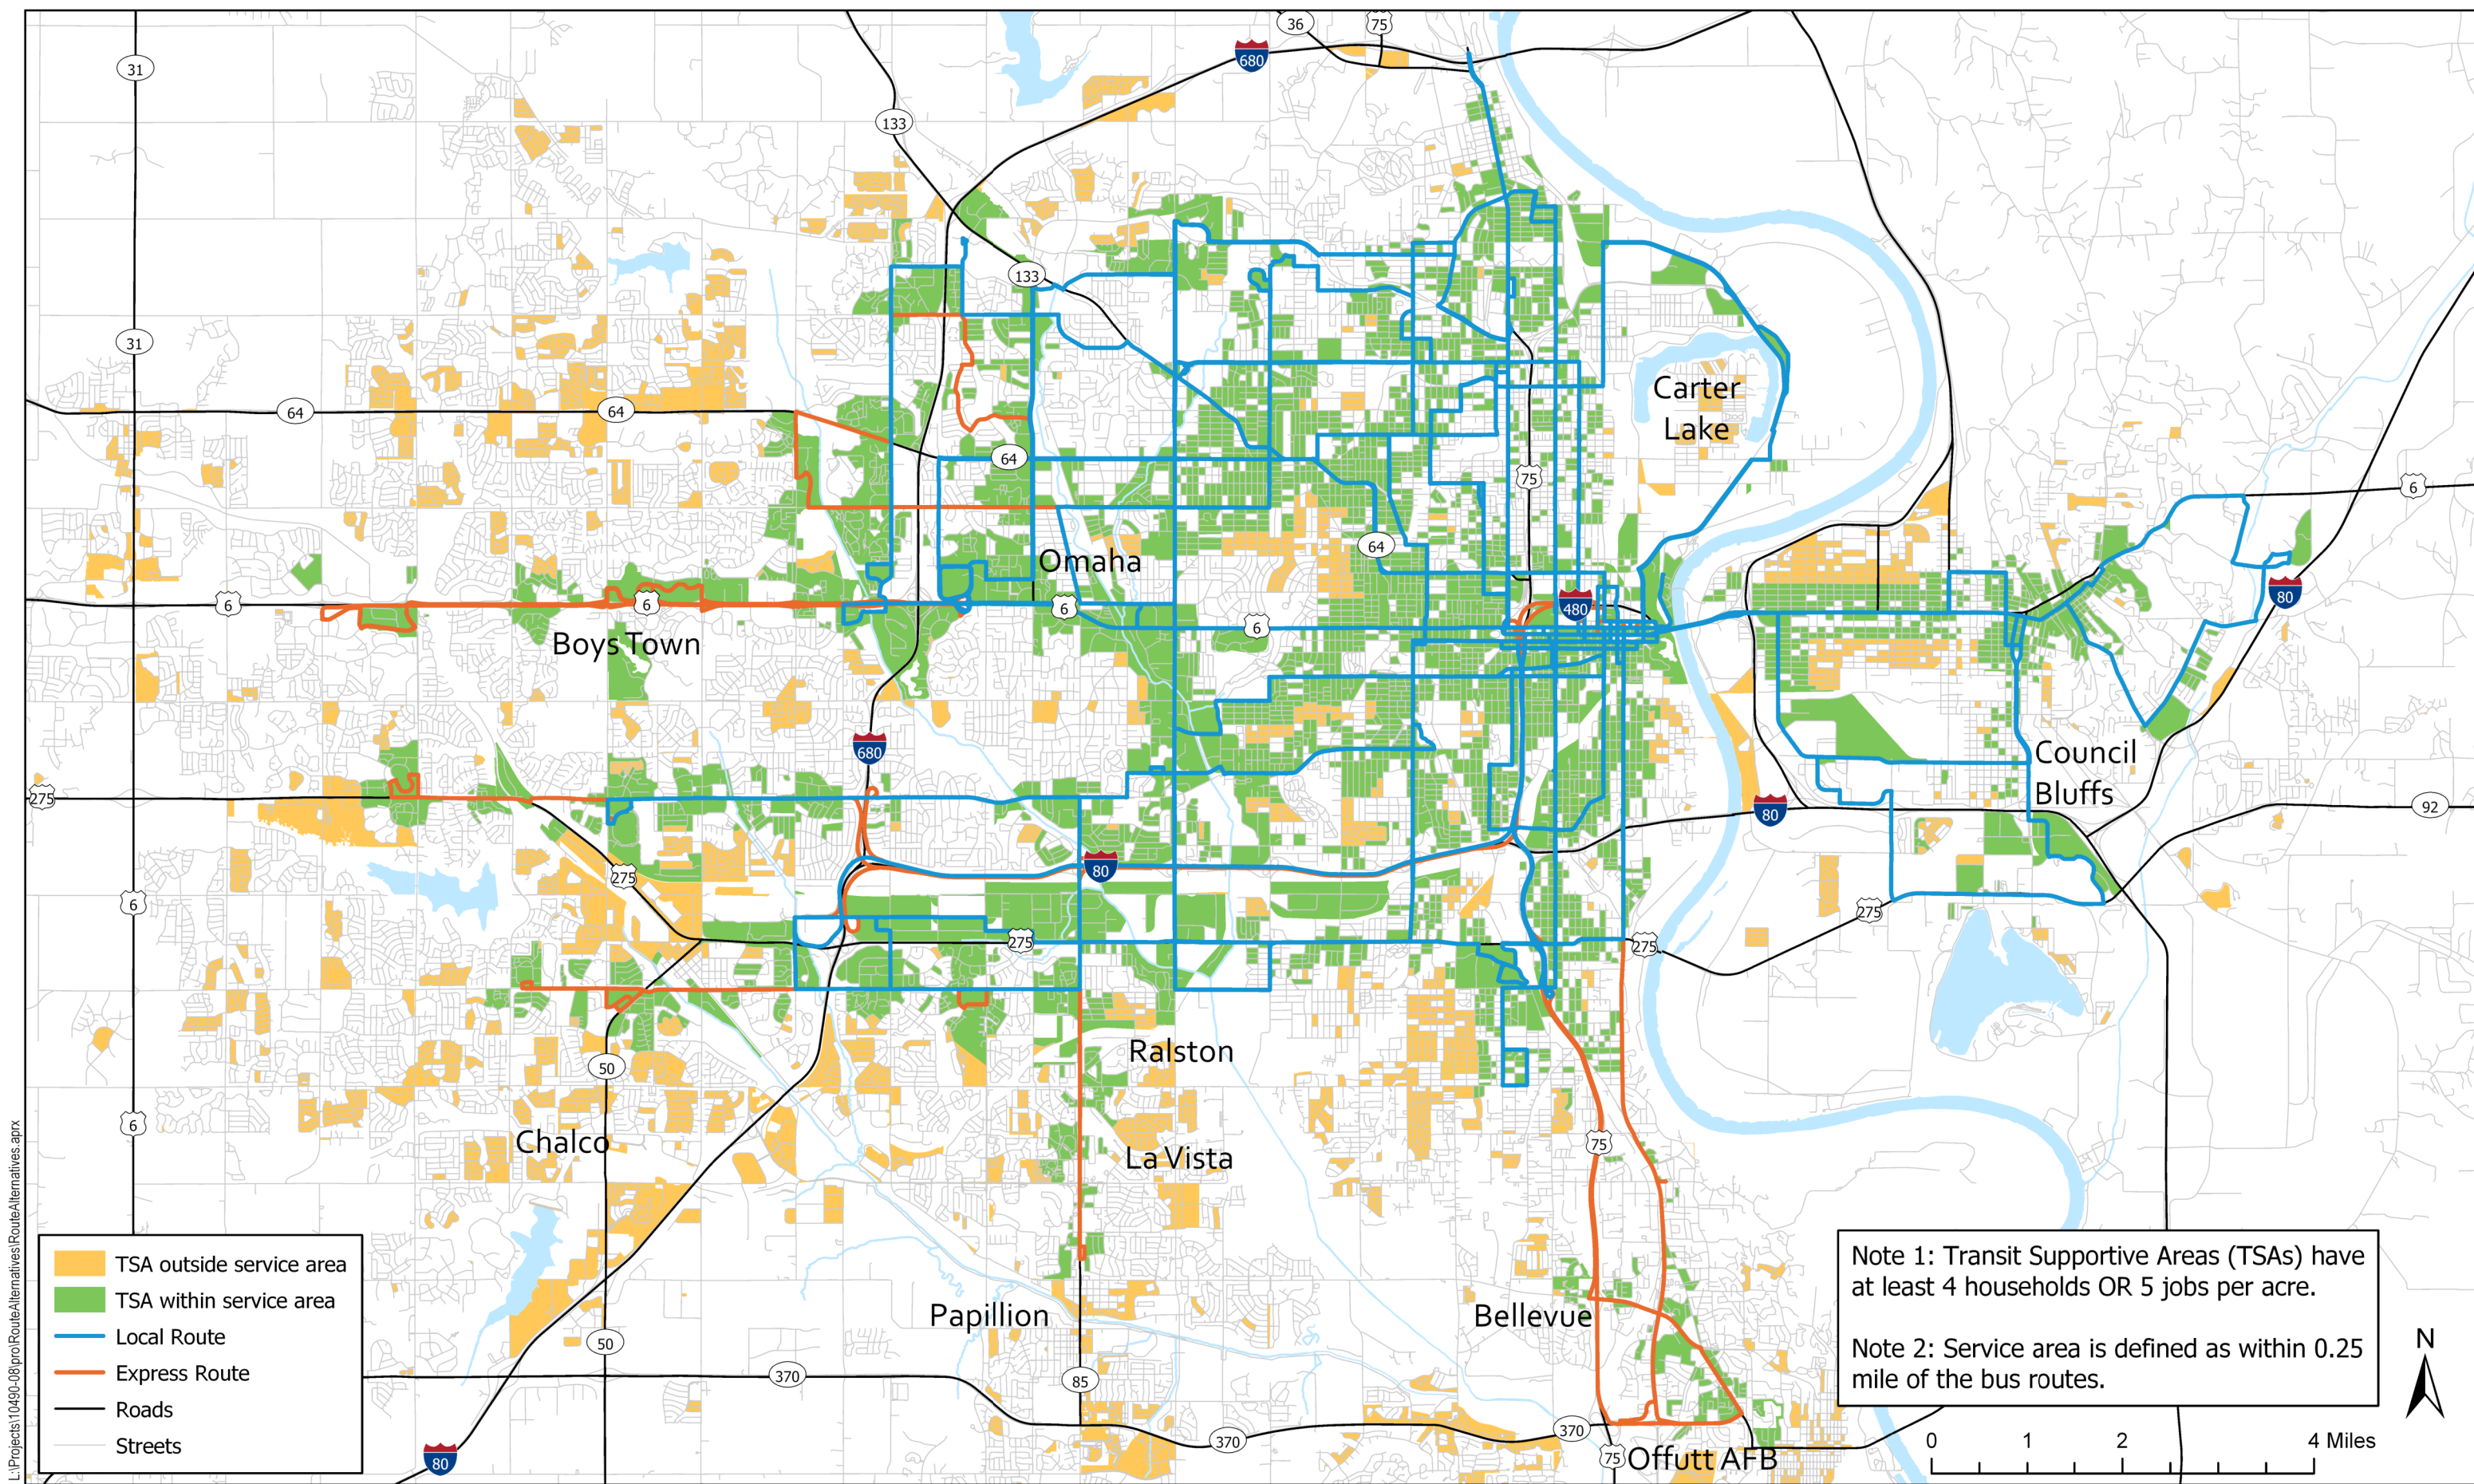 36
75
31
680
133
133
31
Carter
Lake
64
64
64
75
6
64
Omaha
6
6
6
480
6
80
Boys Town
680
Council
Bluffs
275
80
92
80
275
6
275
275
275
Ralston
50
6
75
Chalco
La Vista
TSA outside service area
TSA within service area
Local Route
Express Route
Roads
Streets
Papillion
Bellevue
Note 1: Transit Supportive Areas (TSAs) have
at least 4 households OR 5 jobs per acre.
Note 2: Service area is defined as within 0.25
mile of the bus routes.
N
50
370
85
370
370
75
Offutt AFB
80
0 1 2 4 Miles
L:\Projects\10490-08\pro\RouteAlternatives\RouteAlternatives.aprx